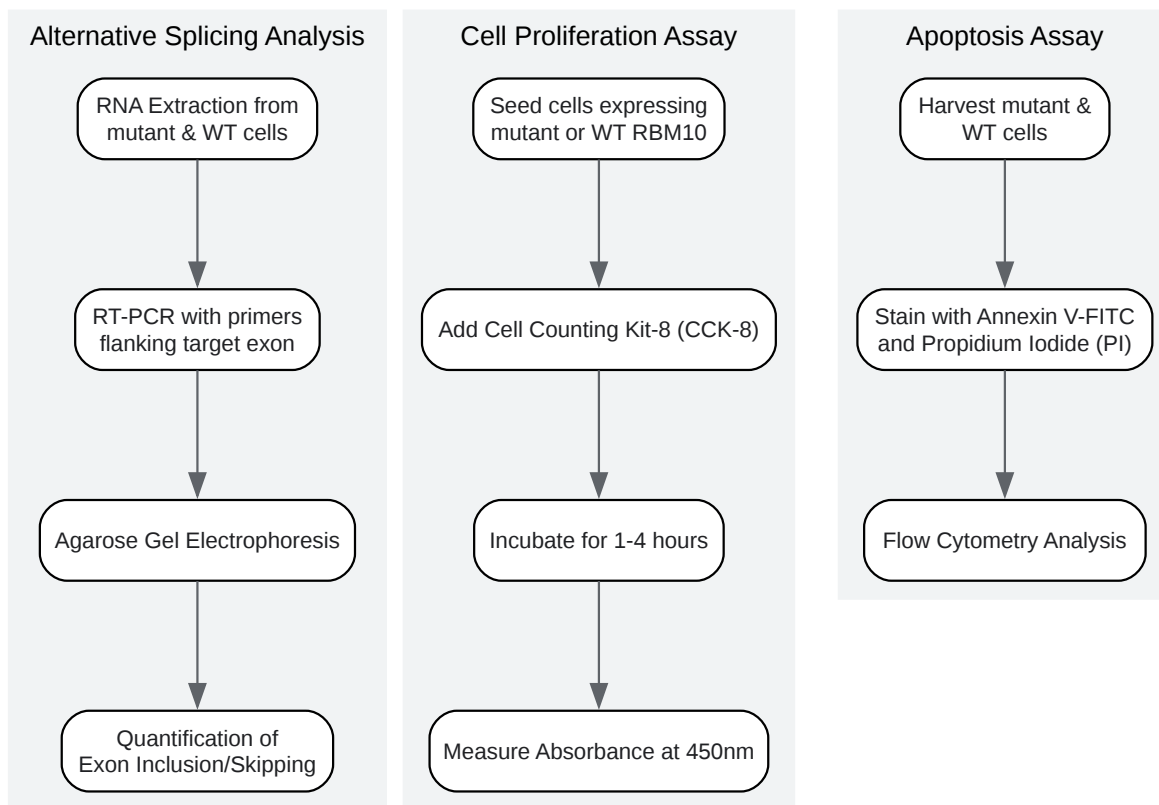 Alternative Splicing Analysis
RNA Extraction from
mutant & WT cells
RT-PCR with primers
flanking target exon
Agarose Gel Electrophoresis
Quantification of
Exon Inclusion/Skipping
Cell Proliferation Assay
Seed cells expressing
mutant or WT RBM10
Add Cell Counting Kit-8 (CCK-8)
Incubate for 1-4 hours
Measure Absorbance at 450nm
Apoptosis Assay
Harvest mutant &
WT cells
Stain with Annexin V-FITC
and Propidium Iodide (PI)
Flow Cytometry Analysis